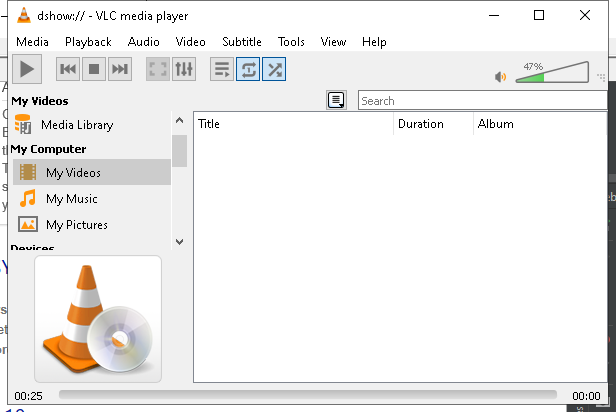 dshow:// - VLC media player
Media Playback Audio Video Subtitle Tools View Help
47%
My Videos
Search
Media Library
Title Duration Album
My Computer
My Videos
My Music
My Pictures
Devices
00:25 00:00